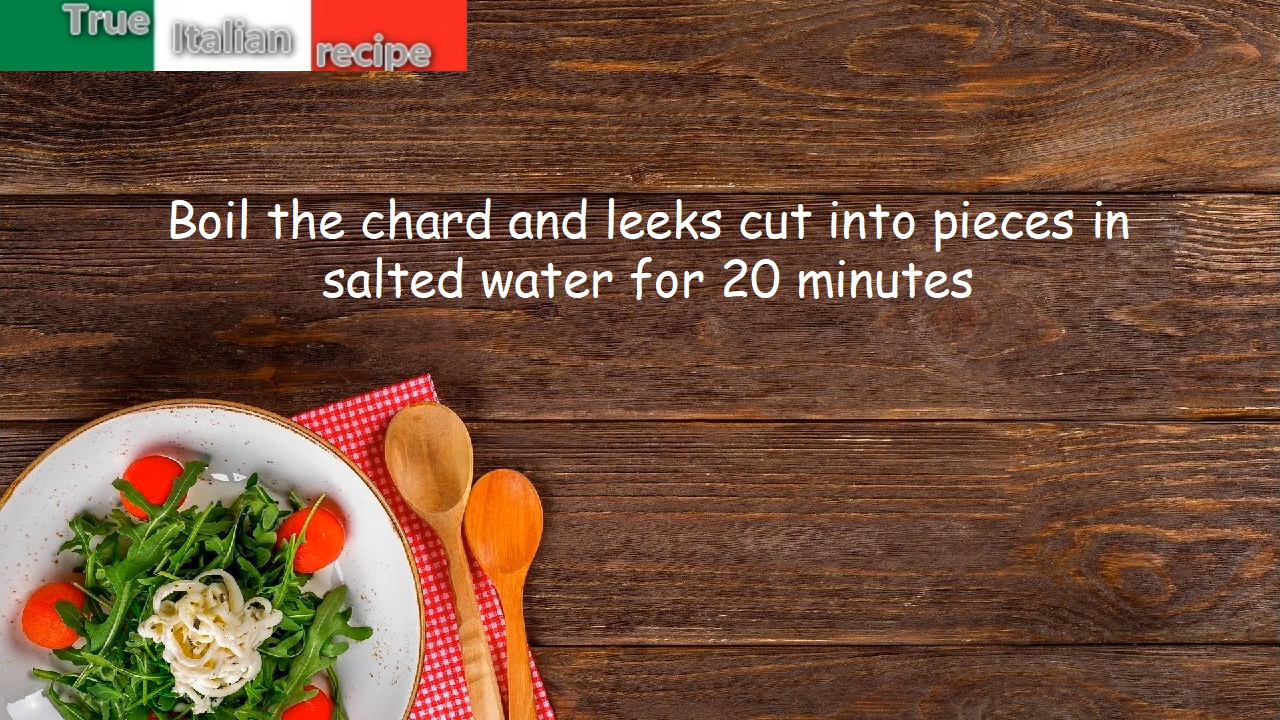 True Italian recipe
Boil the chard and leeks cut into pieces in
salted water for 20 minutes